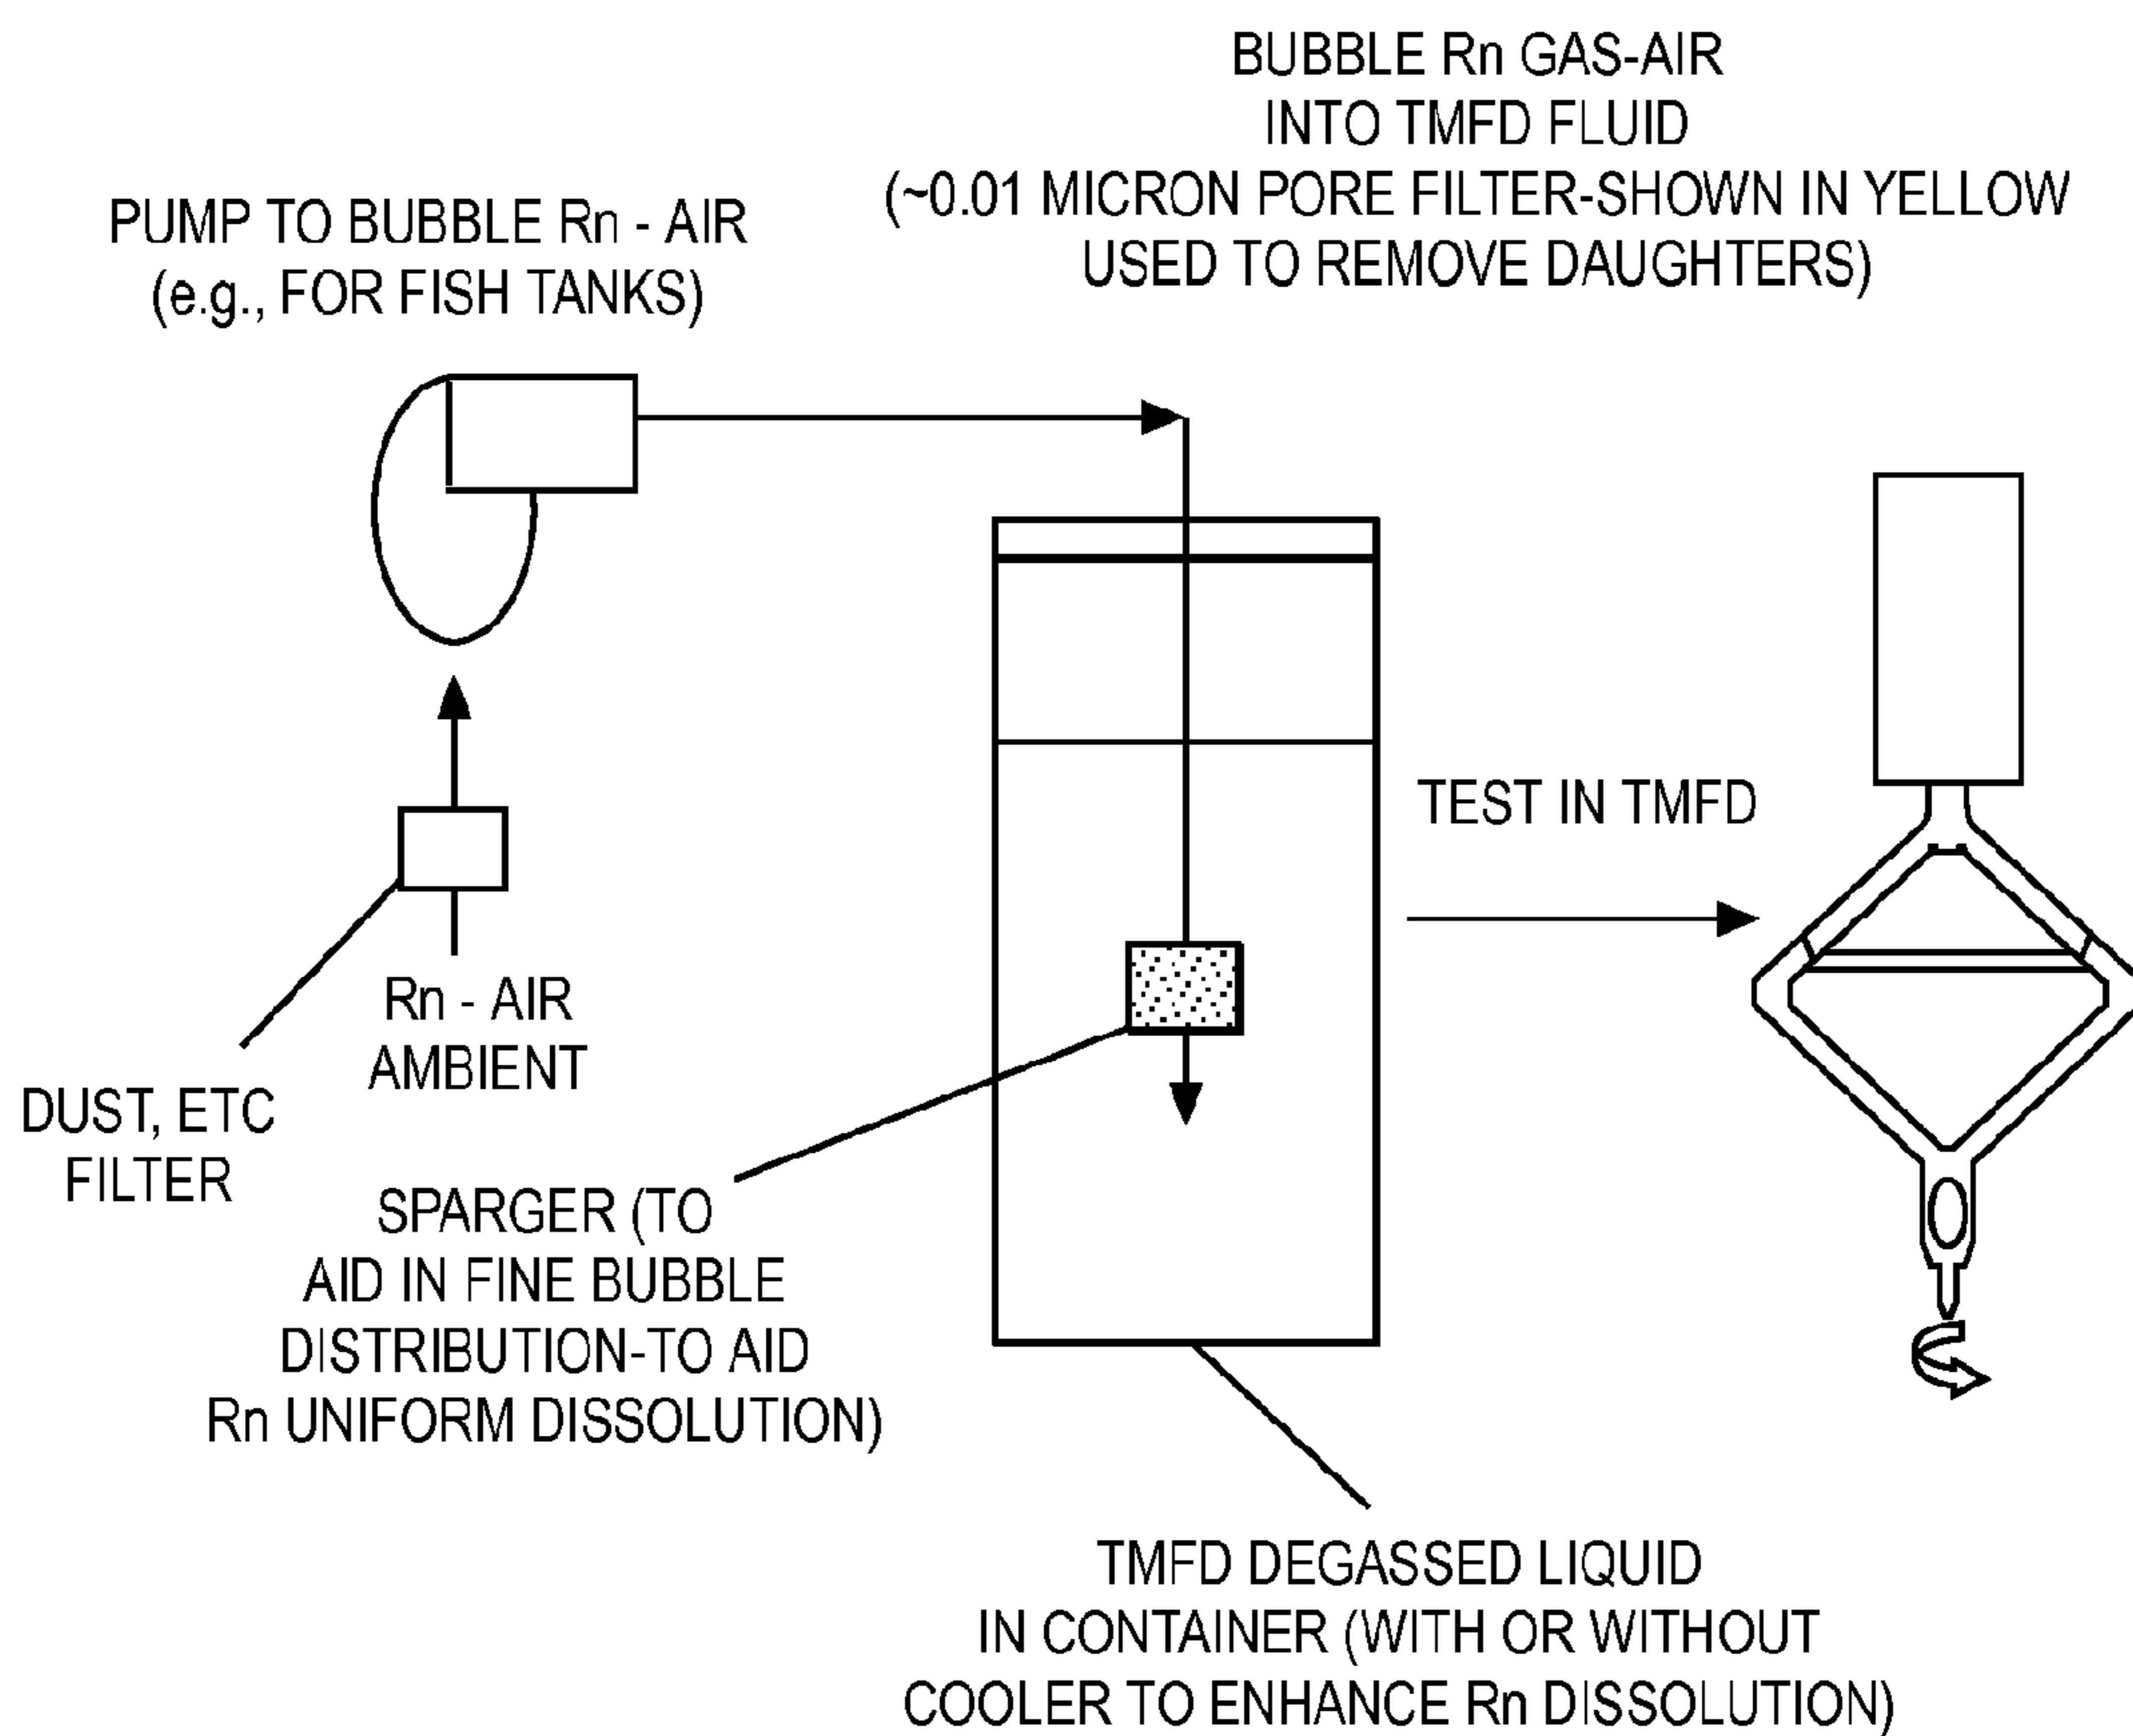 BUBBLE Rn GAS-AIR
INTO TMFD FLUID
(~0.01 MICRON PORE FILTER-SHOWN IN YELLOW
USED TO REMOVE DAUGHTERS)
PUMP TO BUBBLE Rn - AIR
(e.g., FOR FISH TANKS)
TEST IN TMFD
Rn - AIR
AMBIENT
DUST, ETC
FILTER
SPARGER (TO
AID IN FINE BUBBLE
DISTRIBUTION-TO AID
Rn UNIFORM DISSOLUTION)
TMFD DEGASSED LIQUID
IN CONTAINER (WITH OR WITHOUT
COOLER TO ENHANCE Rn DISSOLUTION)